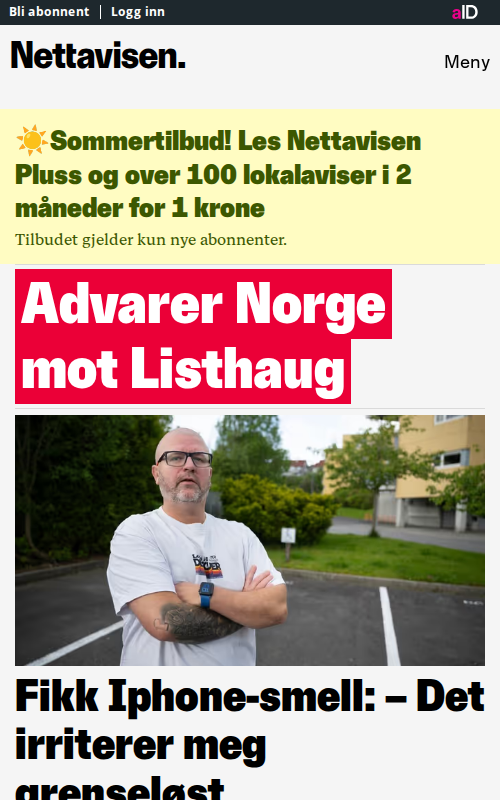 Bli abonnent
Logg inn
aID
Nettavisen.
Meny
☀️Sommertilbud! Les Nettavisen
Pluss og over 100 lokalaviser i 2
måneder for 1 krone
Tilbudet gjelder kun nye abonnenter.
Advarer Norge
mot Listhaug
Fikk Iphone-smell: – Det
irriterer meg
grenseløst